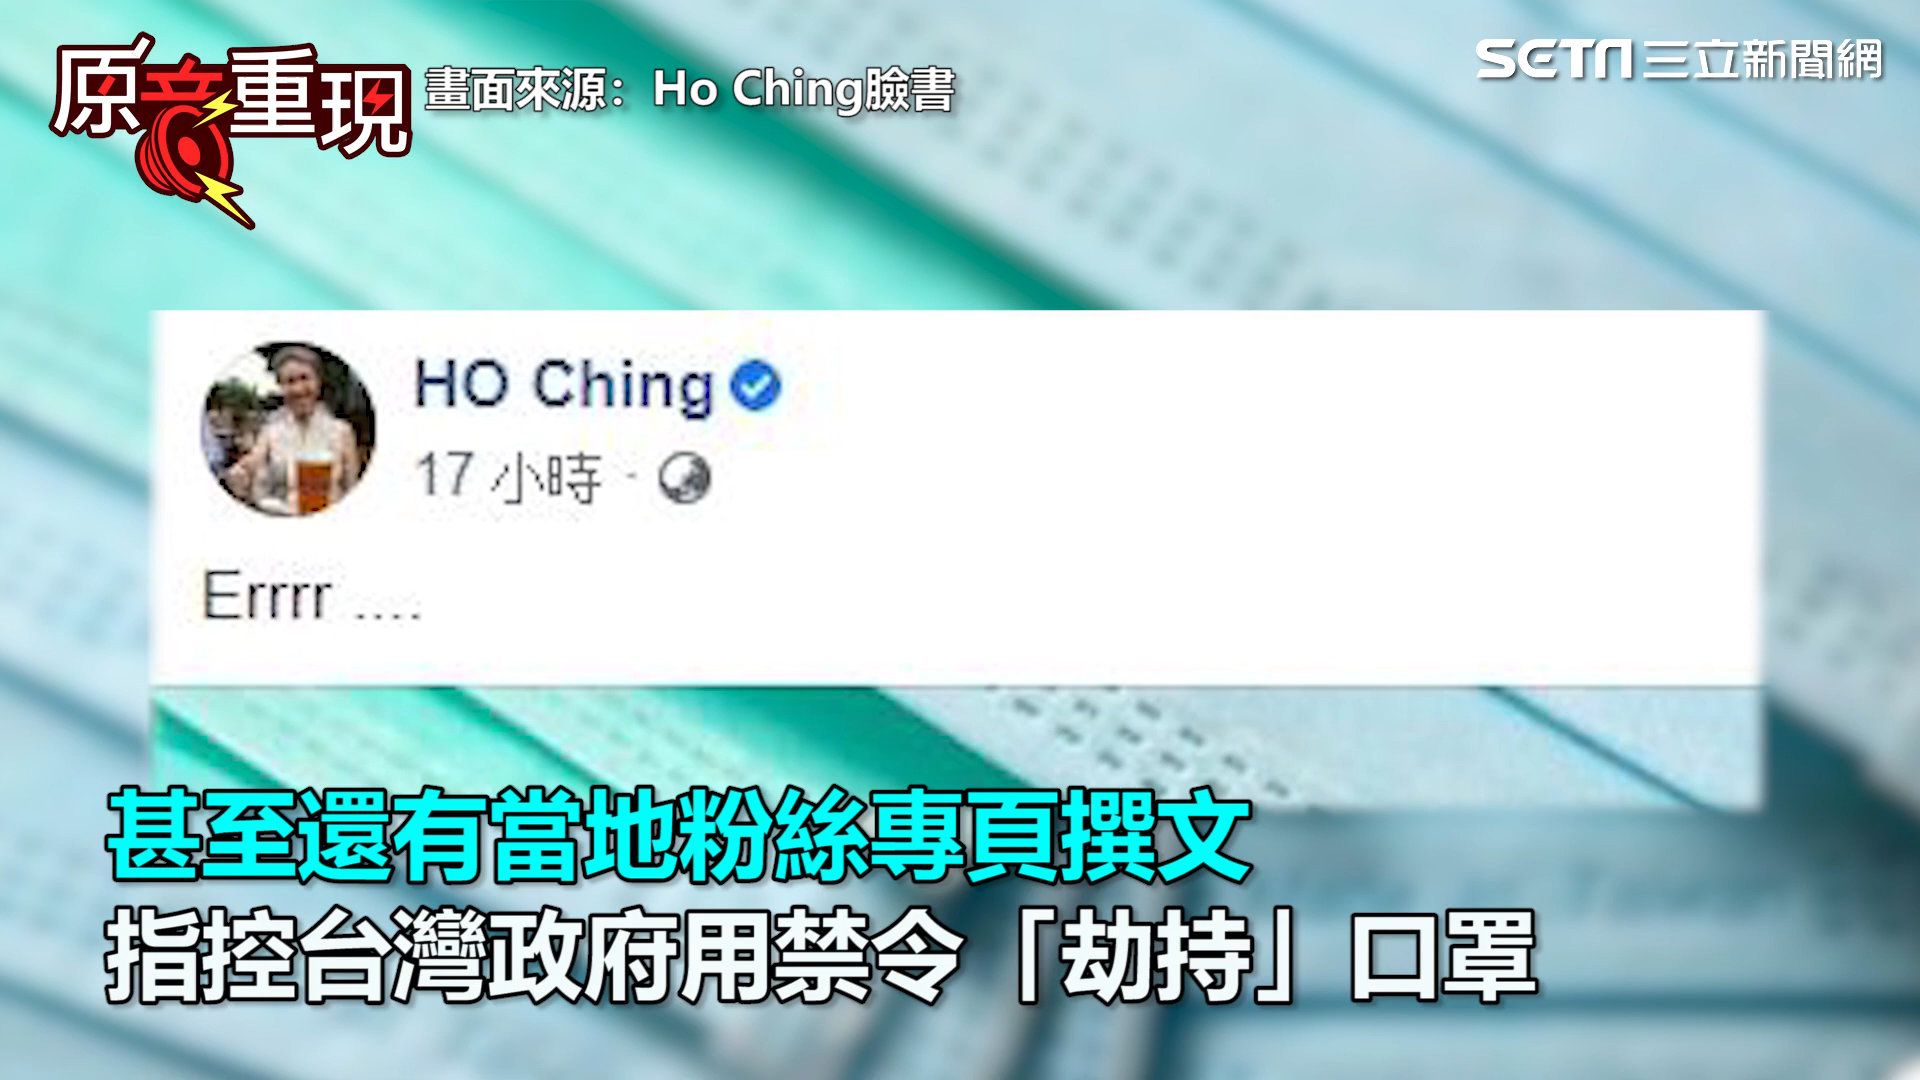 原音重現
畫面來源：Ho Ching臉書
SETN三立新聞網
HO Ching
17 小時 ·
Errrr ....
甚至還有當地粉絲專頁撰文
指控台灣政府用禁令「劫持」口罩